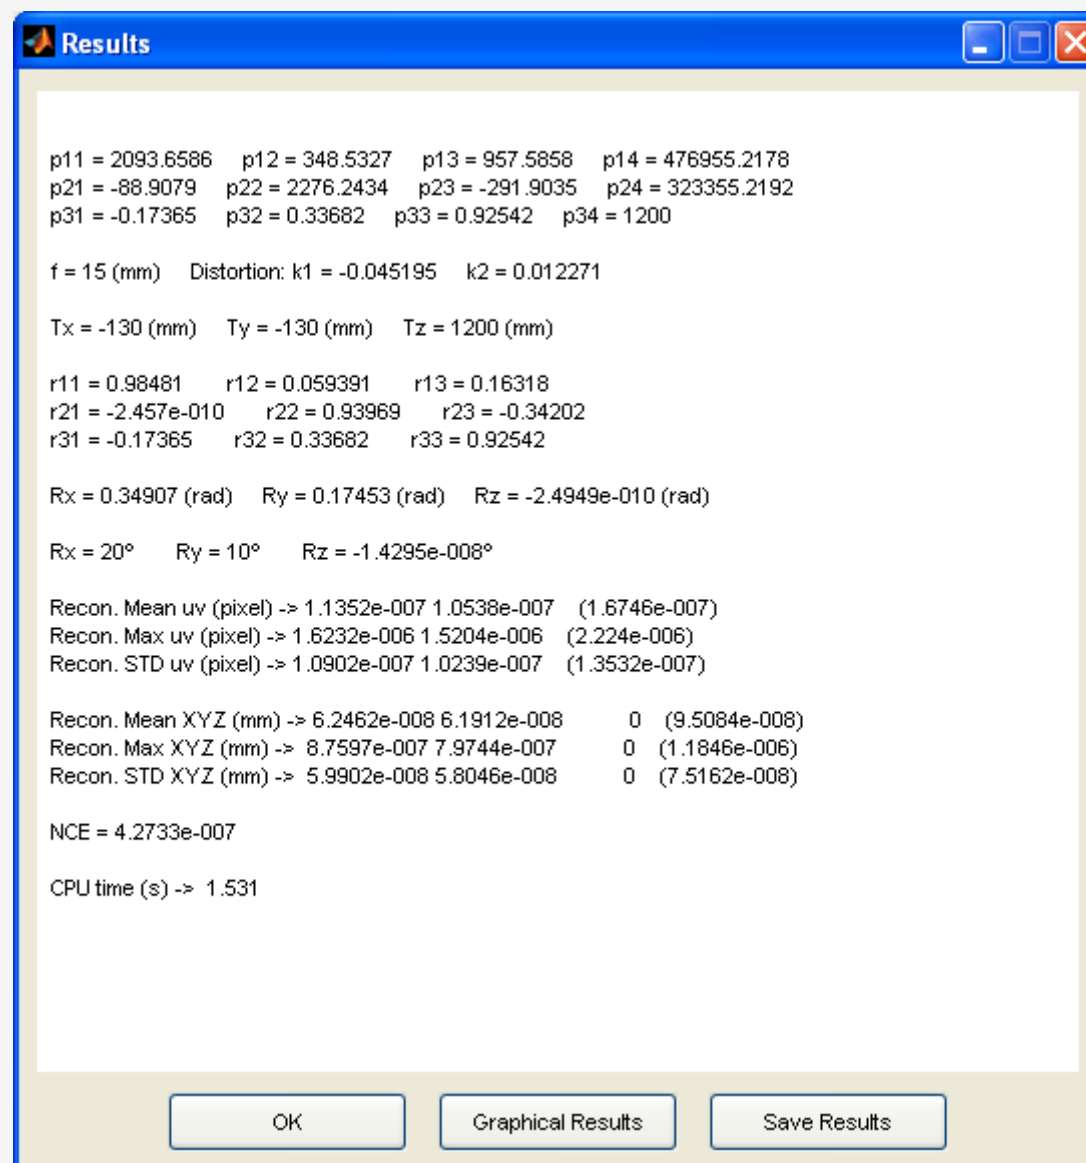 Results
p11 = 2093.6586 p12 = 348.5327 p13 = 957.5858 p14 = 476955.2178
p21 = -88.9079 p22 = 2276.2434 p23 = -291.9035 p24 = 323355.2192
p31 = -0.17365 p32 = 0.33682 p33 = 0.92542 p34 = 1200
f = 15 (mm) Distortion: k1 = -0.045195 k2 = 0.012271
Tx = -130 (mm) Ty = -130 (mm) Tz = 1200 (mm)
r11 = 0.98481 r12 = 0.059391 r13 = 0.16318
r21 = -2.457e-010 r22 = 0.93969 r23 = -0.34202
r31 = -0.17365 r32 = 0.33682 r33 = 0.92542
Rx = 0.34907 (rad) Ry = 0.17453 (rad) Rz = -2.4949e-010 (rad)
Rx = 20º Ry = 10º Rz = -1.4295e-008º
Recon. Mean uv (pixel) -> 1.1352e-007 1.0538e-007 (1.6746e-007)
Recon. Max uv (pixel) -> 1.6232e-006 1.5204e-006 (2.224e-006)
Recon. STD uv (pixel) -> 1.0902e-007 1.0239e-007 (1.3532e-007)
Recon. Mean XYZ (mm) -> 6.2462e-008 6.1912e-008 0 (9.5084e-008)
Recon. Max XYZ (mm) -> 8.7597e-007 7.9744e-007 0 (1.1846e-006)
Recon. STD XYZ (mm) -> 5.9902e-008 5.8046e-008 0 (7.5162e-008)
NCE = 4.2733e-007
CPU time (s) -> 1.531
OK Graphical Results Save Results